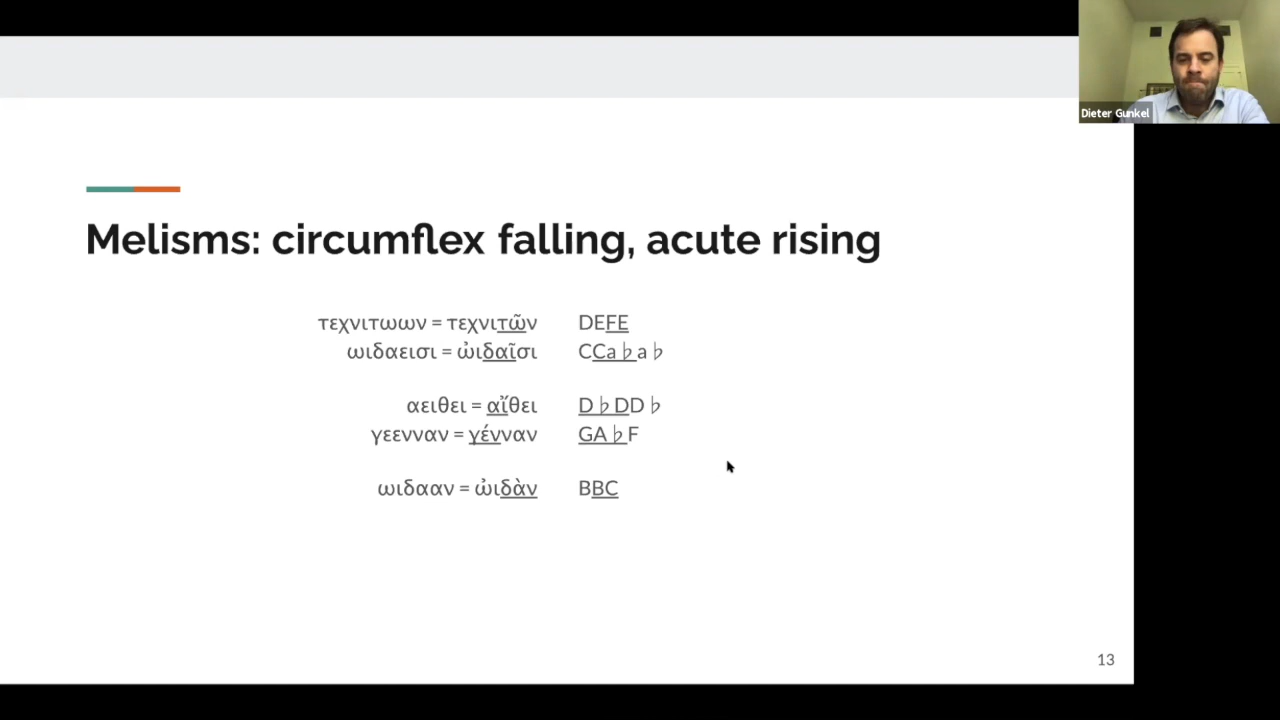 Dieter Gunkel
Melisms: circumflex falling, acute rising
τεχνιτωων = τεχνιτῶν DEFE
ωιδαεισι = ὠιδαῖσι CCa♭a♭
αειθει = αἴθει D♭DD♭
γεενναν = γένναν GA♭F
ωιδααν = ὠιδὰν BBC
13